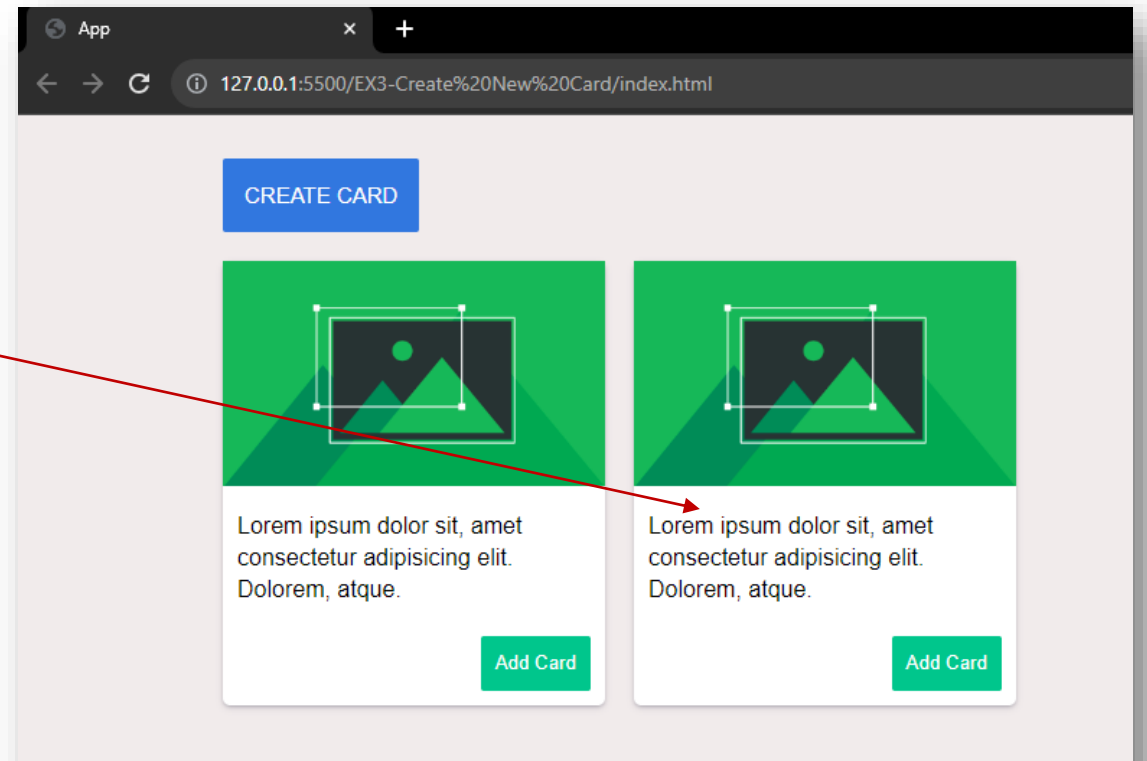 App
127.0.0.1:5500/EX3-Create%20New%20Card/index.html
CREATE CARD
Lorem ipsum dolor sit, amet
consectetur adipisicing elit.
Dolorem, atque.
Add Card
Lorem ipsum dolor sit, amet
consectetur adipisicing elit.
Dolorem, atque.
Add Card